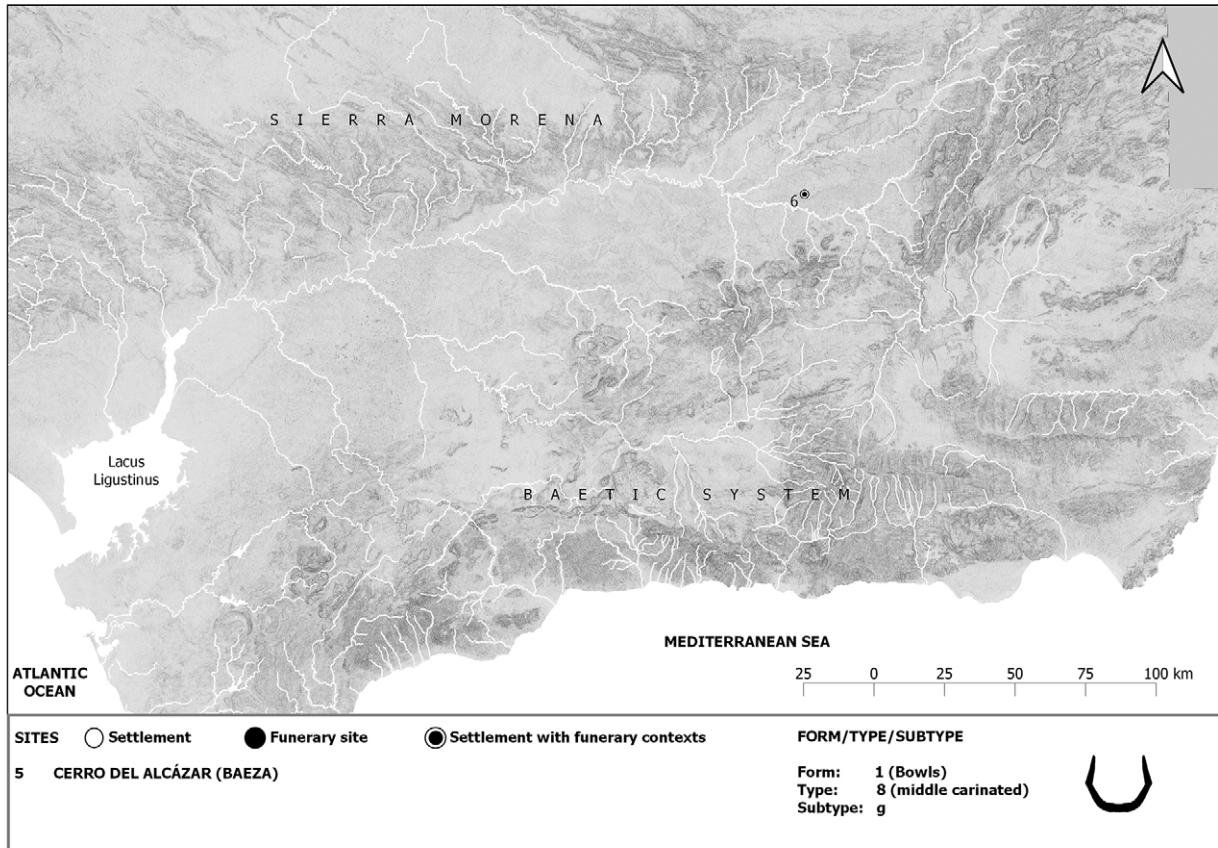 SIERRA MORENA
6
Lacus
Ligustinus
BAETIC SYSTEM
MEDITERRANEAN SEA
ATLANTIC
OCEAN
25 0 25 50 75 100 km
SITES Settlement Funerary site Settlement with funerary contexts
5 CERRO DEL ALCÁZAR (BAEZA)
FORM/TYPE/SUBTYPE
Form: 1 (Bowls)
Type: 8 (middle carinated)
Subtype: g